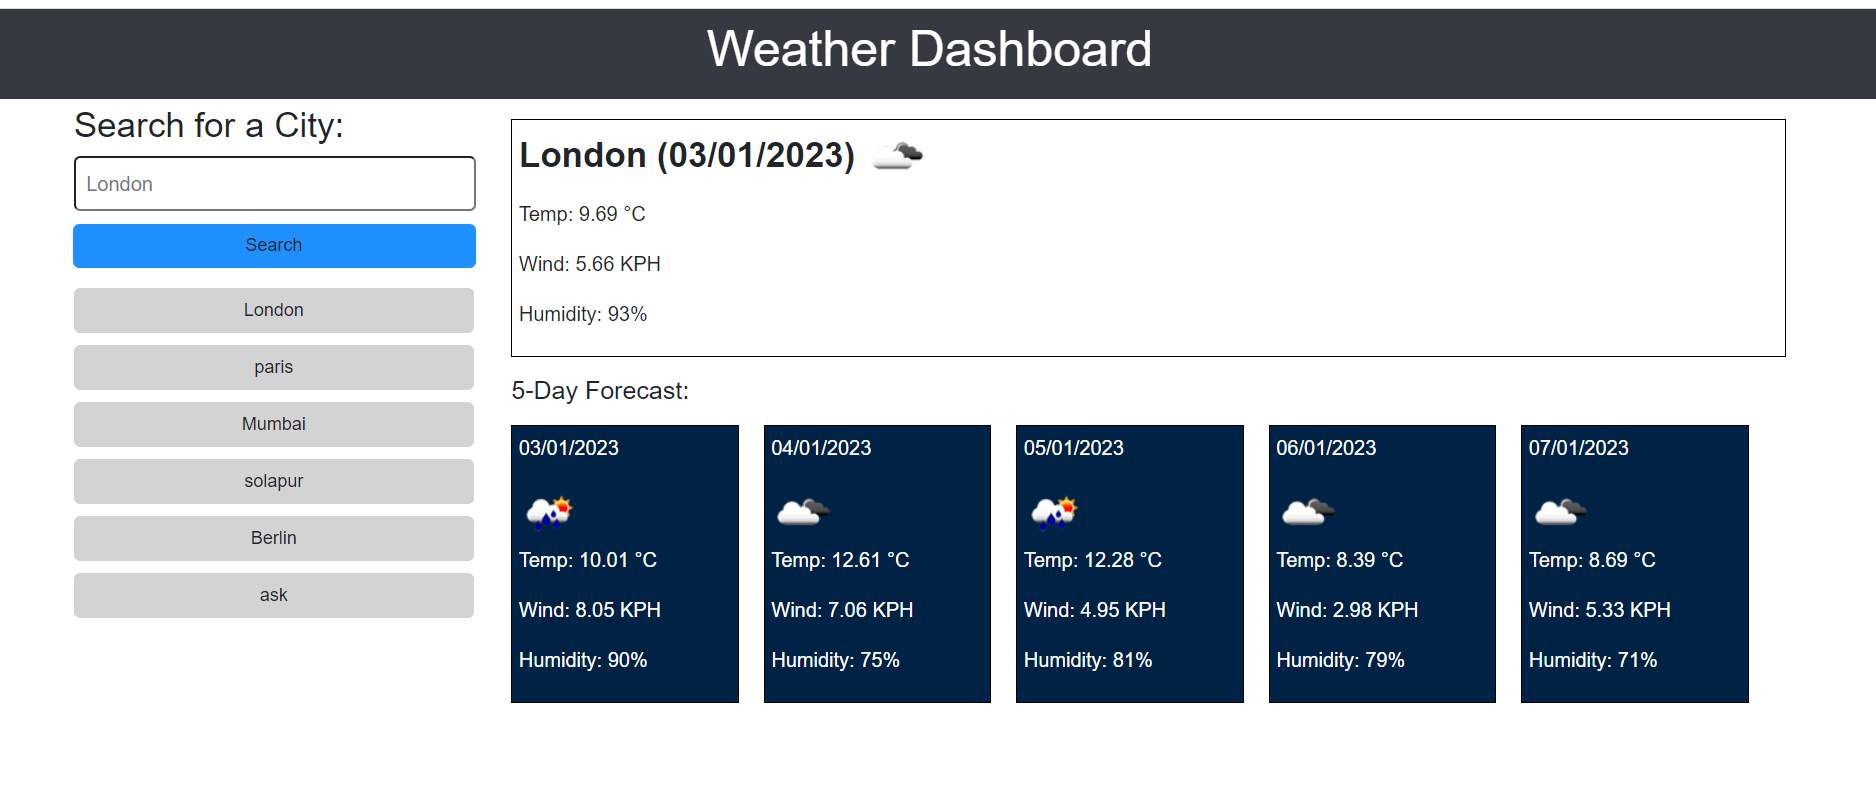 Weather Dashboard
Search for a City:
London
Search
London
paris
Mumbai
solapur
Berlin
ask
London (03/01/2023)
Temp: 9.69 °C
Wind: 5.66 KPH
Humidity: 93%
5-Day Forecast:
03/01/2023
Temp: 10.01 °C
Wind: 8.05 KPH
Humidity: 90%
04/01/2023
Temp: 12.61 °C
Wind: 7.06 KPH
Humidity: 75%
05/01/2023
Temp: 12.28 °C
Wind: 4.95 KPH
Humidity: 81%
06/01/2023
Temp: 8.39 °C
Wind: 2.98 KPH
Humidity: 79%
07/01/2023
Temp: 8.69 °C
Wind: 5.33 KPH
Humidity: 71%